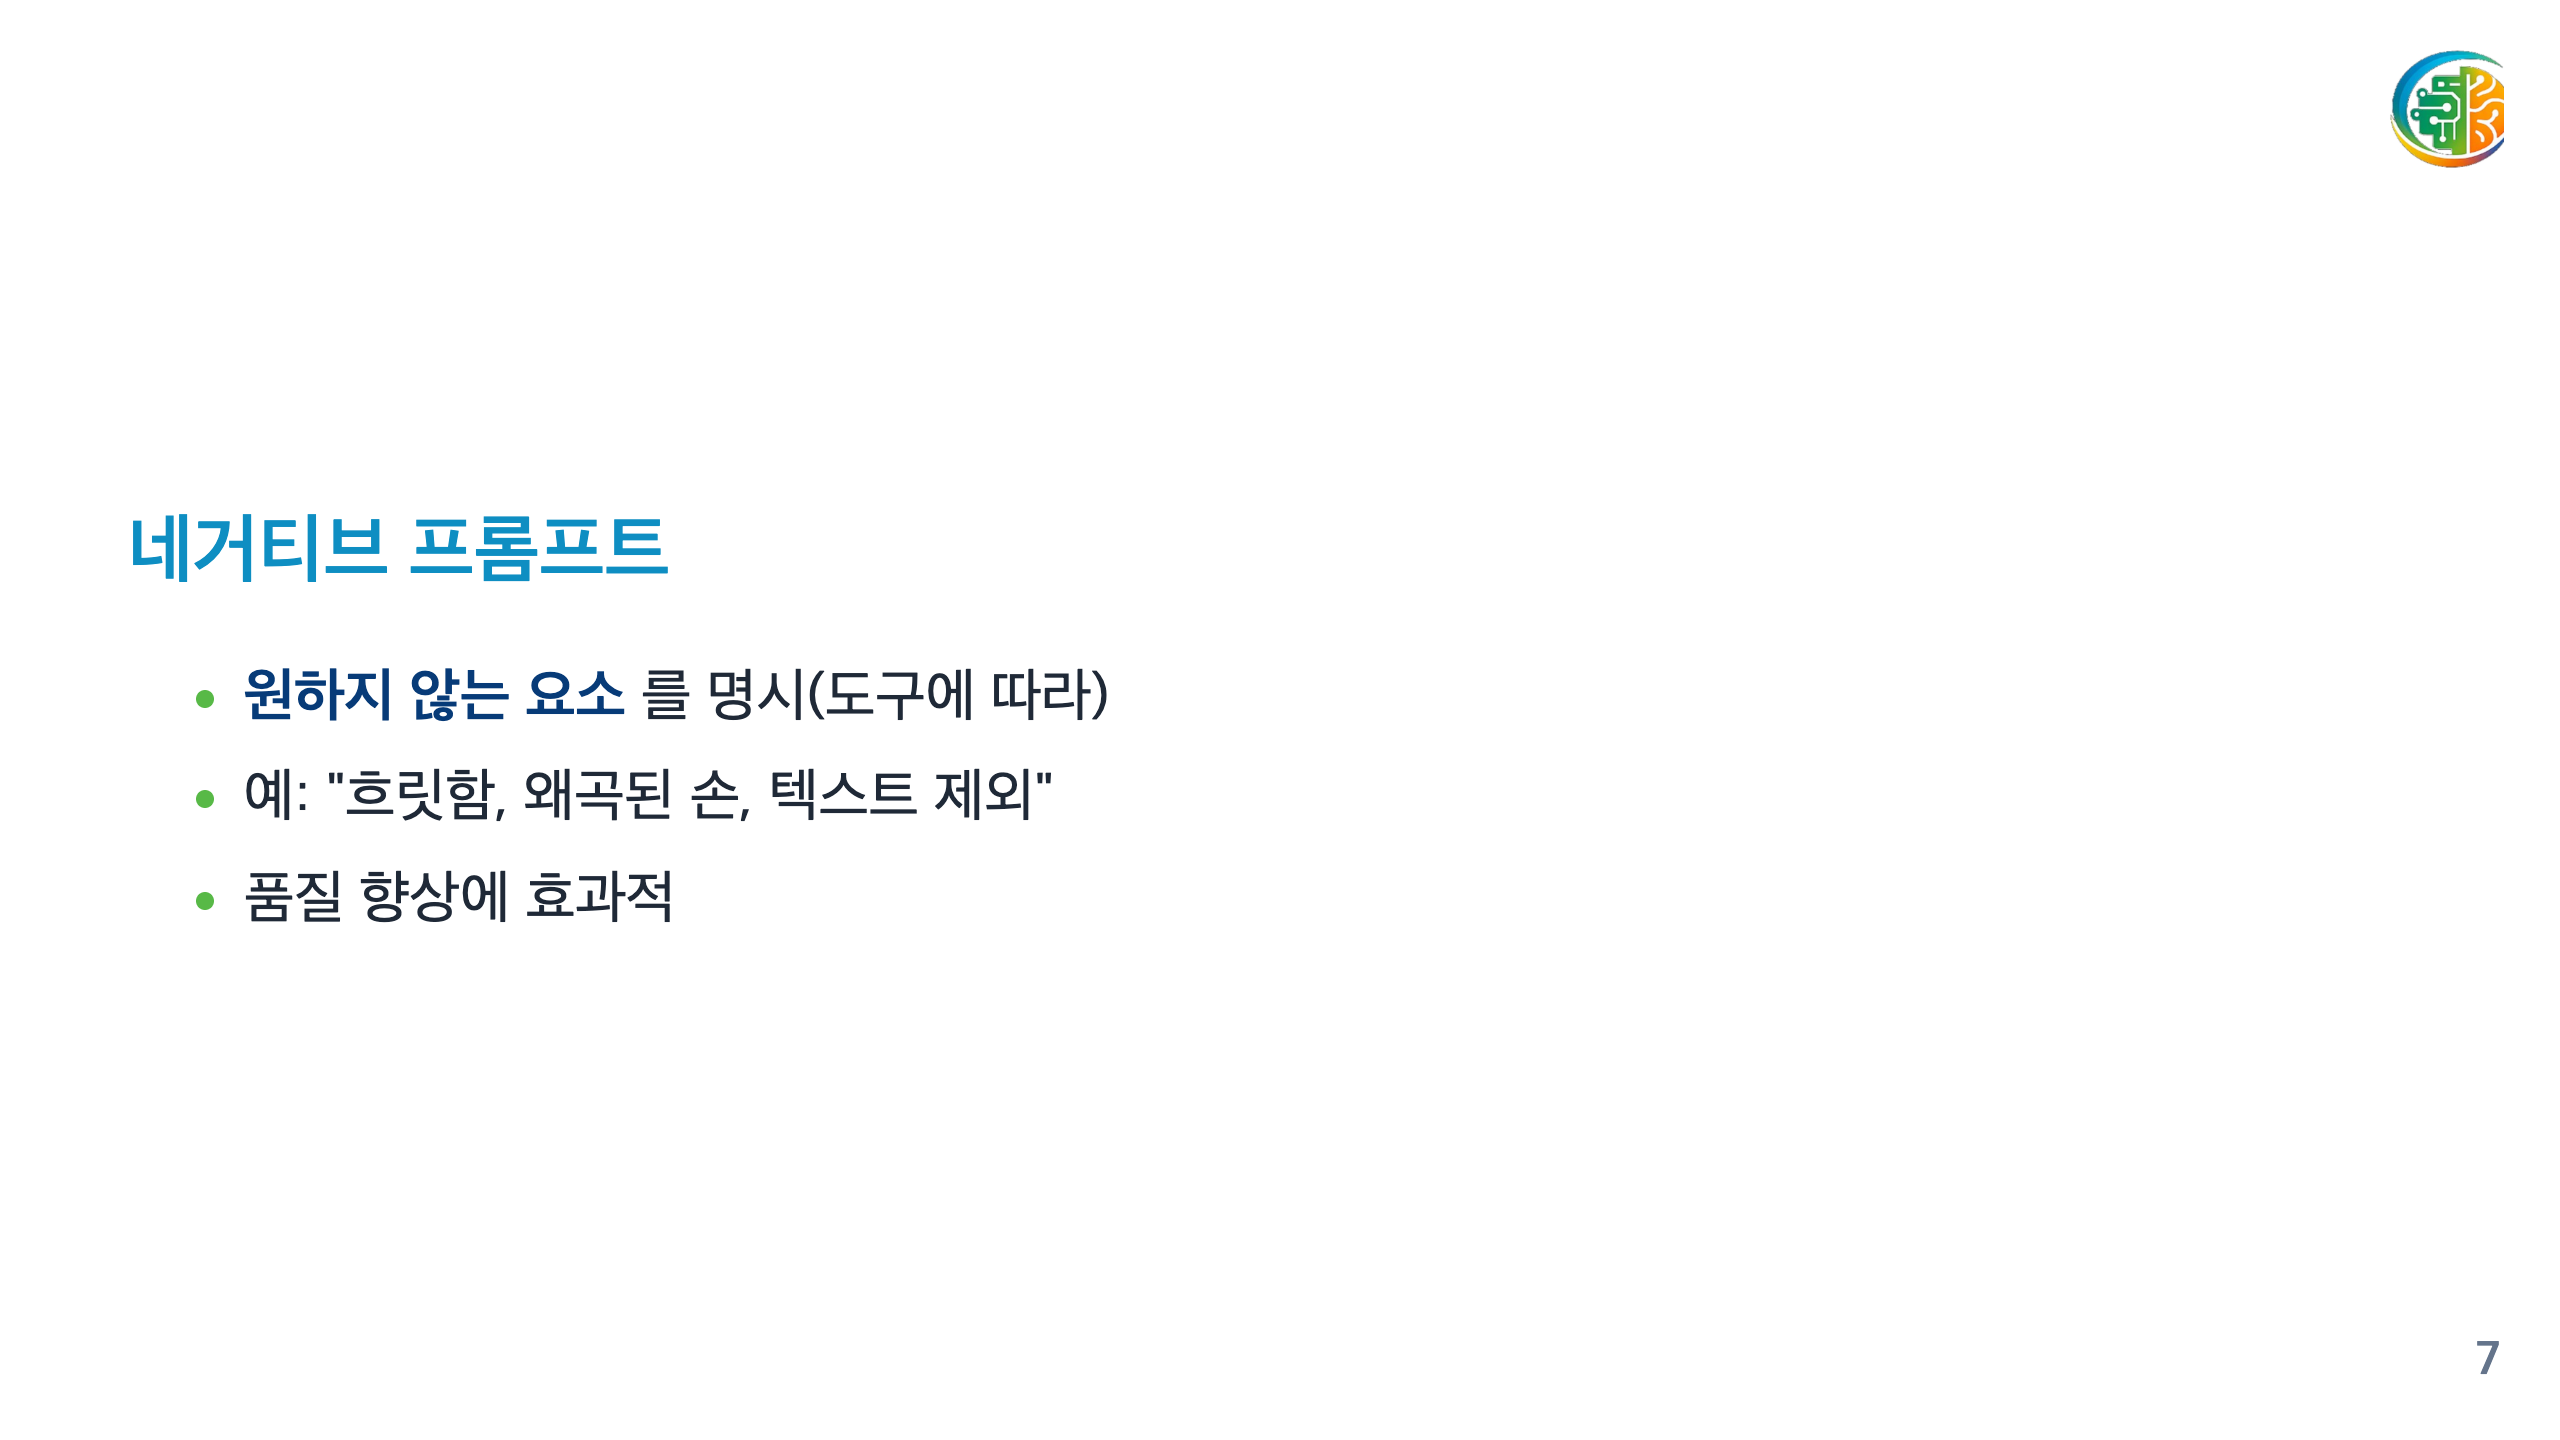 네거티브 프롬프트
• 원하지 않는 요소 를 명시(도구에 따라)
• 예: "흐릿함, 왜곡된 손, 텍스트 제외"
• 품질 향상에 효과적
7